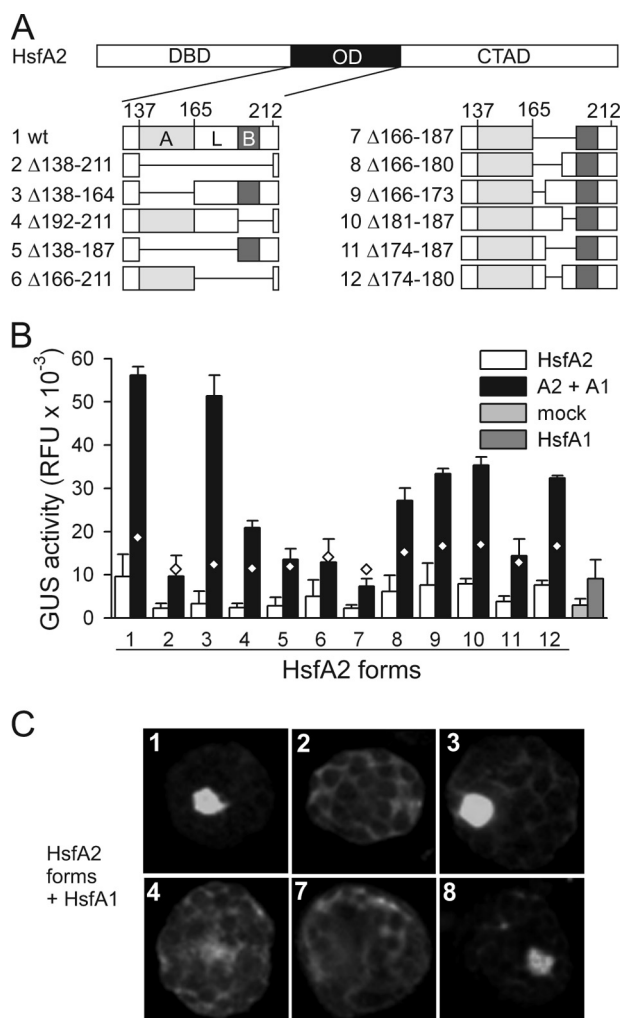 A
HsfA2
DBD
OD
CTAD
137 165 212
1 wt
A L B
2 Δ138-211
3 Δ138-164
4 Δ192-211
5 Δ138-187
6 Δ166-211
137 165 212
7 Δ166-187
8 Δ166-180
9 Δ166-173
10 Δ181-187
11 Δ174-187
12 Δ174-180
B
GUS activity (RFU x 10-3)
60
50
40
30
20
10
0
HsfA2
A2 + A1
mock
HsfA1
1 2 3 4 5 6 7 8 9 10 11 12
HsfA2 forms
C
HsfA2
forms
+ HsfA1
1 2 3
4 7 8